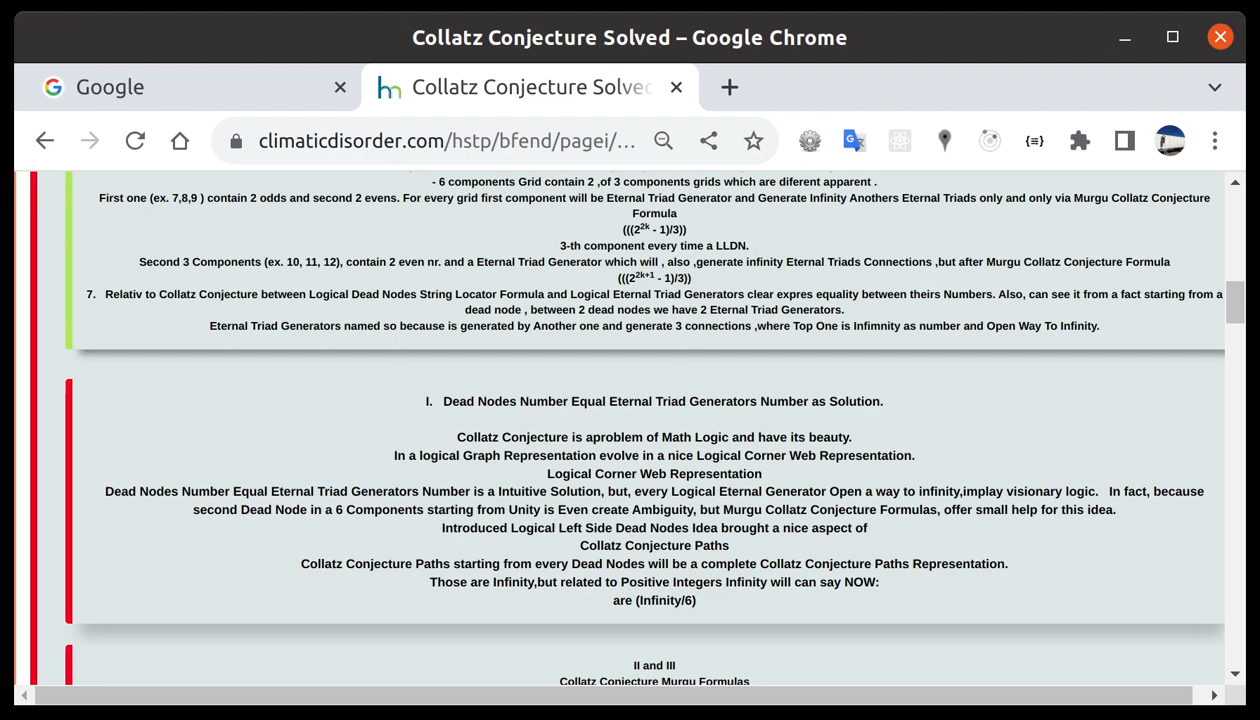 Collatz Conjecture Solved – Google Chrome
Google
Collatz Conjecture Solved
climaticdisorder.com/hstp/bfend/pagei/...
- 6 components Grid contain 2 ,of 3 components grids which are diferent apparent .
First one (ex. 7,8,9 ) contain 2 odds and second 2 evens. For every grid first component will be Eternal Triad Generator and Generate Infinity Anothers Eternal Triads only and only via Murgu Collatz Conjecture
Formula
(((2^2k - 1)/3))
3-th component every time a LLDN.
Second 3 Components (ex. 10, 11, 12), contain 2 even nr. and a Eternal Triad Generator which will , also ,generate infinity Eternal Triads Connections ,but after Murgu Collatz Conjecture Formula
(((2^2k+1 - 1)/3))
7. Relativ to Collatz Conjecture between Logical Dead Nodes String Locator Formula and Logical Eternal Triad Generators clear expres equality between theirs Numbers. Also, can see it from a fact starting from a
dead node , between 2 dead nodes we have 2 Eternal Triad Generators.
Eternal Triad Generators named so because is generated by Another one and generate 3 connections ,where Top One is Infimnity as number and Open Way To Infinity.
I. Dead Nodes Number Equal Eternal Triad Generators Number as Solution.
Collatz Conjecture is aproblem of Math Logic and have its beauty.
In a logical Graph Representation evolve in a nice Logical Corner Web Representation.
Logical Corner Web Representation
Dead Nodes Number Equal Eternal Triad Generators Number is a Intuitive Solution, but, every Logical Eternal Generator Open a way to infinity,implay visionary logic. In fact, because
second Dead Node in a 6 Components starting from Unity is Even create Ambiguity, but Murgu Collatz Conjecture Formulas, offer small help for this idea.
Introduced Logical Left Side Dead Nodes Idea brought a nice aspect of
Collatz Conjecture Paths
Collatz Conjecture Paths starting from every Dead Nodes will be a complete Collatz Conjecture Paths Representation.
Those are Infinity,but related to Positive Integers Infinity will can say NOW:
are (Infinity/6)
II and III
Collatz Conjecture Murgu Formulas